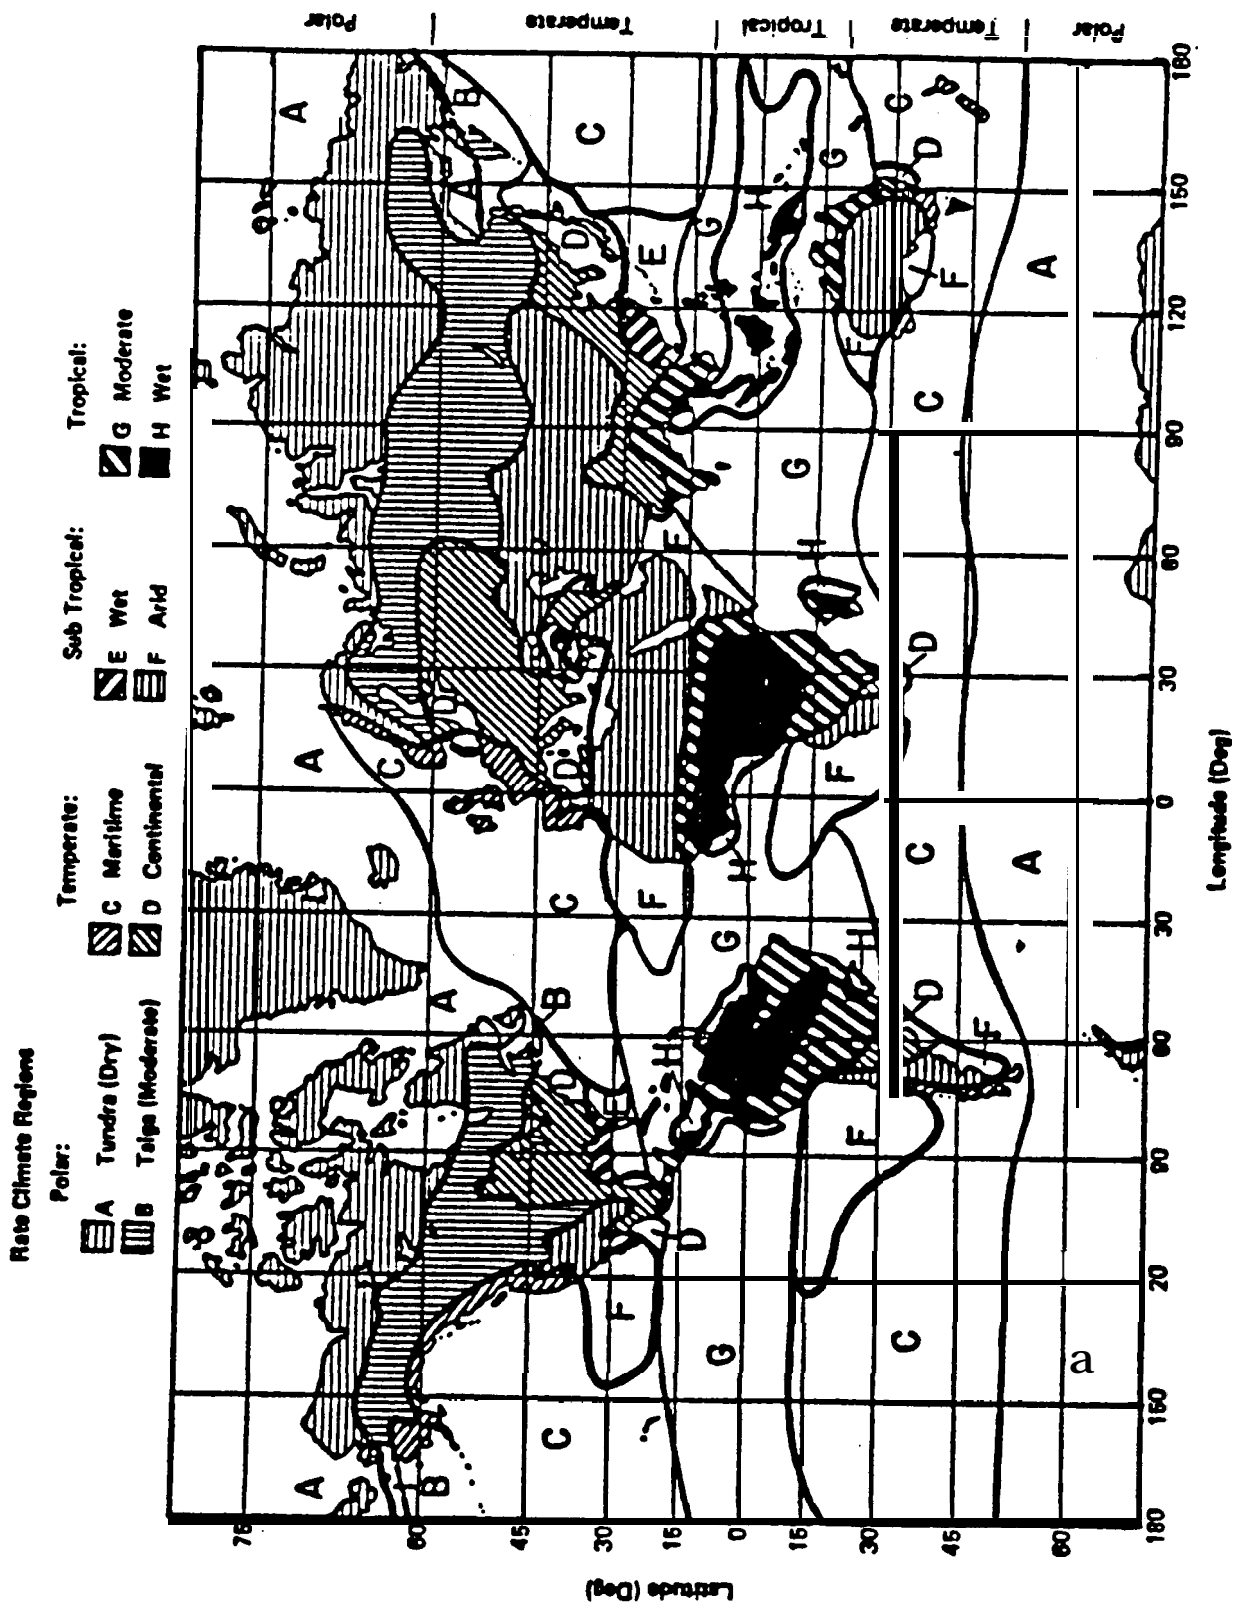 Rate Climate Regions
Polar:
A Tundra (Dry)
B Taiga (Moderate)
Temperate:
C Maritime
D Continental
Sub Tropical:
E Wet
F Arid
Tropical:
G Moderate
H Wet
Polar
Temperate
Tropical
Temperate
Polar
A
A
A
A
B
B
C
A
A
B
C
C
D
D
D
D
C
C
E
E
F
F
F
F
D
G
G
G
G
G
H
H
H
H
H
G
F
F
F
F
F
C
C
C
C
D
D
D
A
A
a
Latitude (Deg)
75
60
45
30
15
0
15
30
45
60
180
150
20
90
60
30
0
30
60
90
120
150
180
Longitude (Deg)